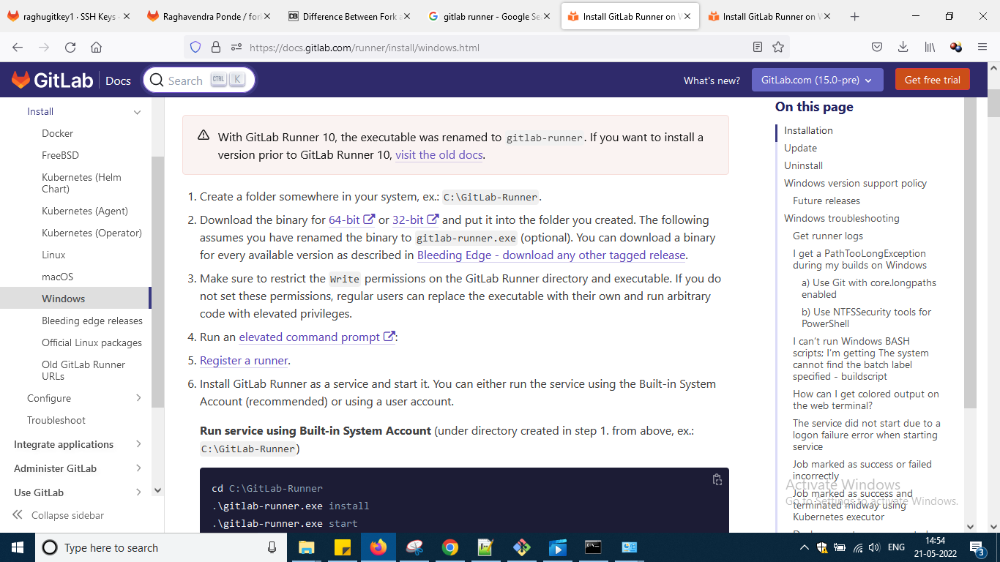 raghugitkey1 · SSH Keys ·
Raghavendra Ponde / for
Difference Between Fork a
gitlab runner - Google Se
Install GitLab Runner on W
Install GitLab Runner on W
https://docs.gitlab.com/runner/install/windows.html
GitLab Docs
Search CTRL K
What's new?
GitLab.com (15.0-pre)
Get free trial
Install
Docker
FreeBSD
Kubernetes (Helm
Chart)
Kubernetes (Agent)
Kubernetes (Operator)
Linux
macOS
Windows
Bleeding edge releases
Official Linux packages
Old GitLab Runner
URLs
Configure
Troubleshoot
Integrate applications
Administer GitLab
Use GitLab
Collapse sidebar
With GitLab Runner 10, the executable was renamed to gitlab-runner. If you want to install a
version prior to GitLab Runner 10, visit the old docs.
1. Create a folder somewhere in your system, ex.: C:\GitLab-Runner.
2. Download the binary for 64-bit or 32-bit and put it into the folder you created. The following
assumes you have renamed the binary to gitlab-runner.exe (optional). You can download a binary
for every available version as described in Bleeding Edge - download any other tagged release.
3. Make sure to restrict the Write permissions on the GitLab Runner directory and executable. If you do
not set these permissions, regular users can replace the executable with their own and run arbitrary
code with elevated privileges.
4. Run an elevated command prompt:
5. Register a runner.
6. Install GitLab Runner as a service and start it. You can either run the service using the Built-in System
Account (recommended) or using a user account.
Run service using Built-in System Account (under directory created in step 1. from above, ex.:
C:\GitLab-Runner)
cd C:\GitLab-Runner
.\gitlab-runner.exe install
.\gitlab-runner.exe start
On this page
Installation
Update
Uninstall
Windows version support policy
Future releases
Windows troubleshooting
Get runner logs
I get a PathTooLongException
during my builds on Windows
a) Use Git with core.longpaths
enabled
b) Use NTFSSecurity tools for
PowerShell
I can't run Windows BASH
scripts; I'm getting The system
cannot find the batch label
specified - buildscript
How can I get colored output on
the web terminal?
The service did not start due to a
logon failure error when starting
service
Job marked as success or failed
incorrectly
Job marked as success and
terminated midway using
Kubernetes executor
Activate Windows
Go to Settings to activate Windows.
Type here to search
ENG
14:54
21-05-2022
3